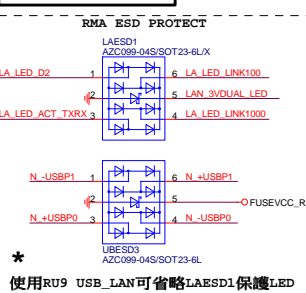 RMA ESD PROTECT
LAESD1
AZC099-04S/SOT23-6L/X
LA_LED_D2 1 6 LA_LED_LINK100
2 5 LAN_3VDUAL_LED
LA_LED_ACT_TXRX 3 4 LA_LED_LINK1000
N_-USBP1 1 6 N_+USBP1
2 5 FUSEVCC_R
N_+USBP0 3 4 N_-USBP0
UBESD3
AZC099-04S/SOT23-6L
*
使用RU9 USB_LAN可省略LAESD1保護LED